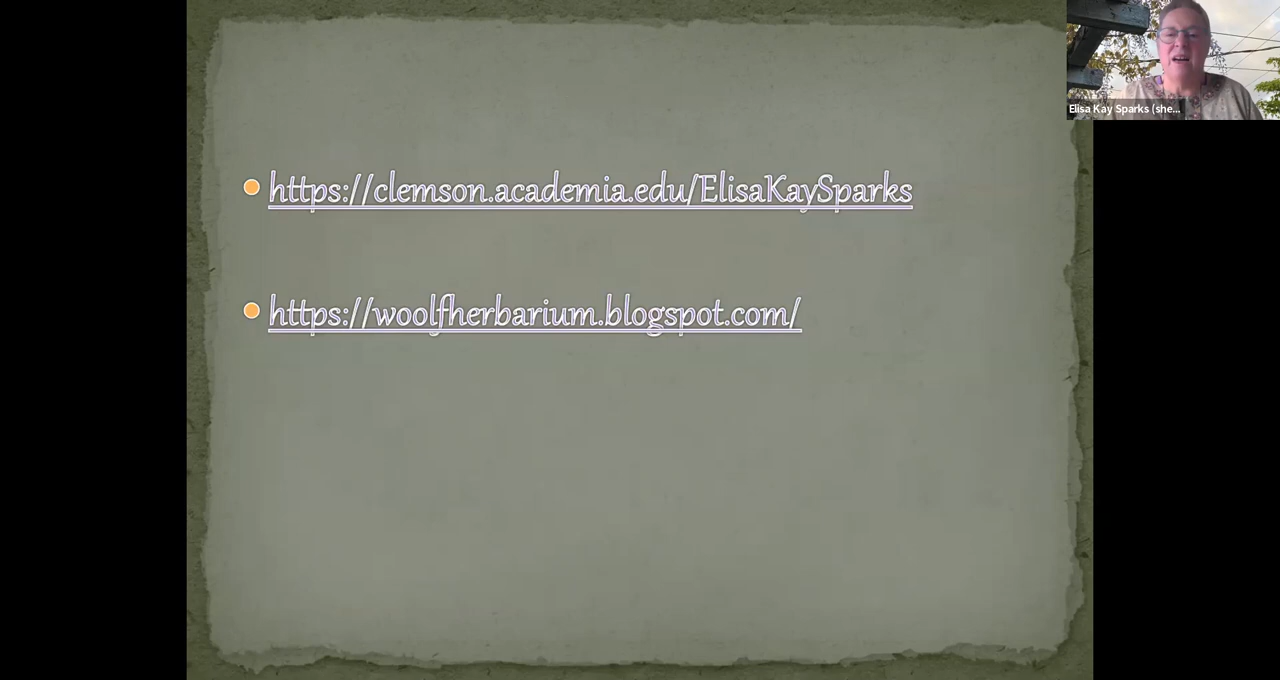 Elisa Kay Sparks (she...
https://clemson.academia.edu/ElisaKaySparks
https://woolfherbarium.blogspot.com/